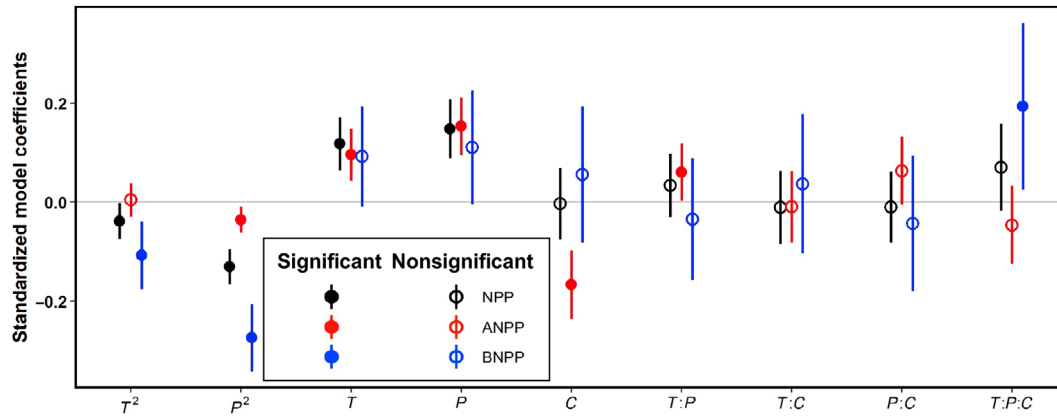 Standardized model coefficients
0.2
0.0
−0.2
Significant Nonsignificant
NPP
ANPP
BNPP
T² P² T P C T:P T:C P:C T:P:C